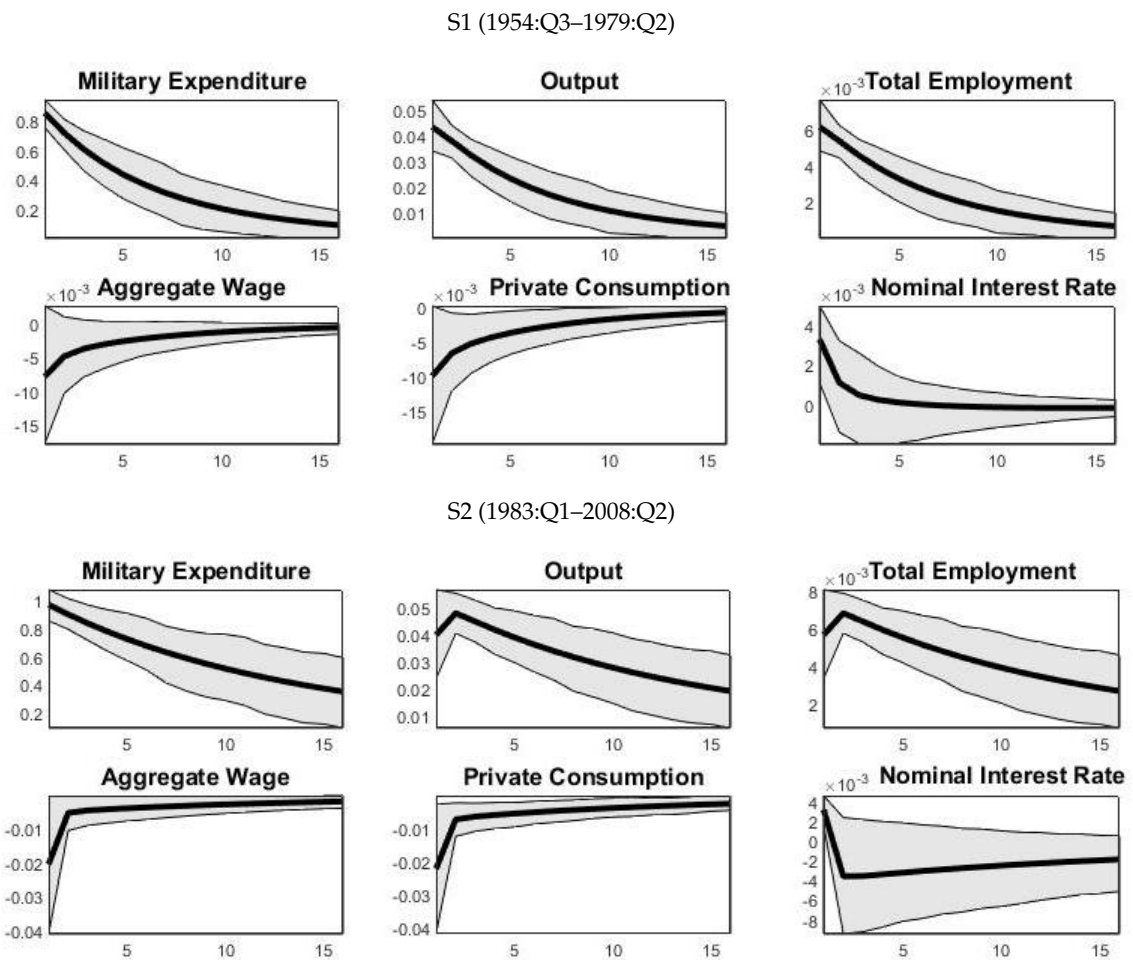 S1 (1954:Q3–1979:Q2)
Military Expenditure
0.8
0.6
0.4
0.2
5 10 15
Output
0.05
0.04
0.03
0.02
0.01
5 10 15
×10⁻³ Total Employment
6
4
2
5 10 15
×10⁻³ Aggregate Wage
0
-5
-10
-15
5 10 15
×10⁻³ Private Consumption
0
-5
-10
-15
5 10 15
×10⁻³ Nominal Interest Rate
4
2
0
5 10 15
S2 (1983:Q1–2008:Q2)
Military Expenditure
1
0.8
0.6
0.4
0.2
5 10 15
Output
0.05
0.04
0.03
0.02
0.01
5 10 15
×10⁻³ Total Employment
8
6
4
2
5 10 15
Aggregate Wage
-0.01
-0.02
-0.03
-0.04
5 10 15
Private Consumption
-0.01
-0.02
-0.03
-0.04
5 10 15
×10⁻³ Nominal Interest Rate
4
2
0
-2
-4
-6
-8
5 10 15